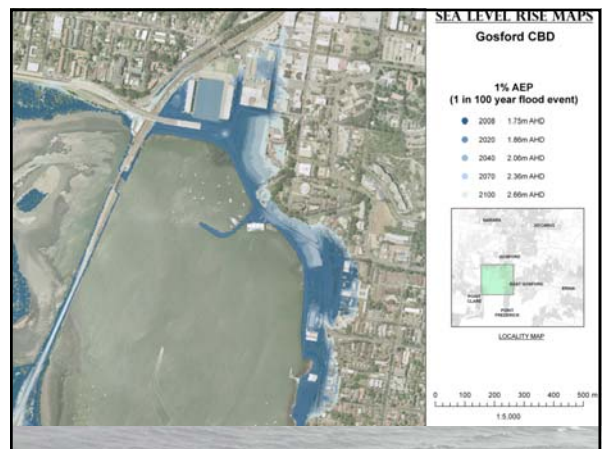 SEA LEVEL RISE MAPS
Gosford CBD
1% AEP
(1 in 100 year flood event)
2008 1.75m AHD
2020 1.86m AHD
2040 2.06m AHD
2070 2.36m AHD
2100 2.66m AHD
GOSFORD
EAST GOSFORD
POINT CLARE
POINT FREDERICK
LOCALITY MAP
0 100 200 300 400 500 m
1:5,000